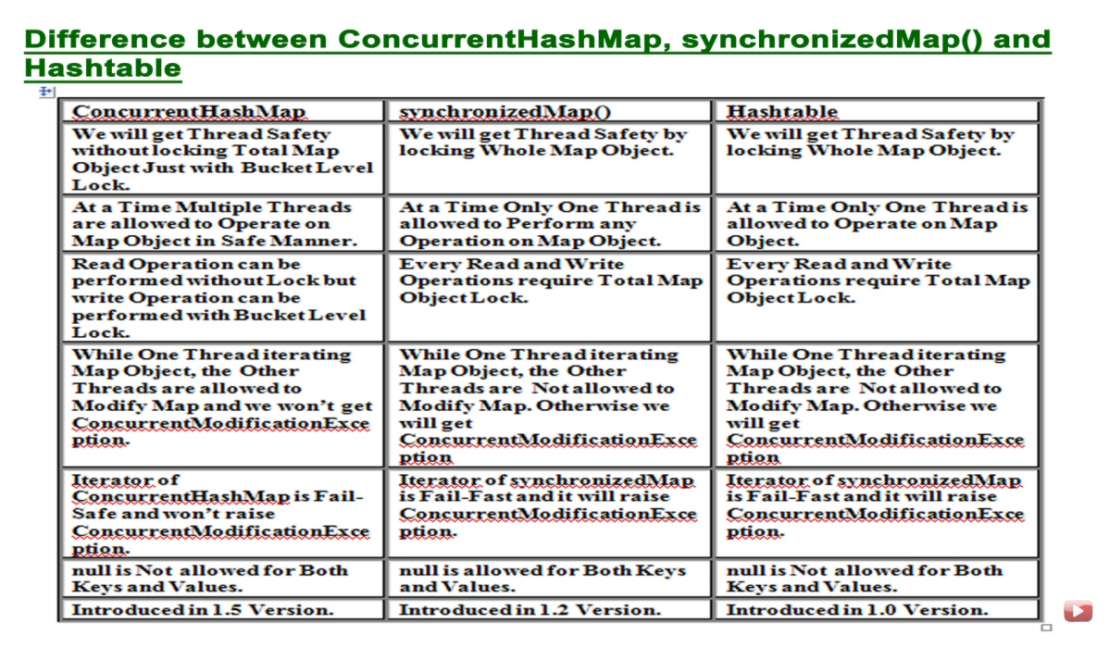 Difference between ConcurrentHashMap, synchronizedMap() and
Hashtable
ConcurrentHashMap
synchronizedMap()
Hashtable
We will get Thread Safety
without locking Total Map
Object Just with Bucket Level
Lock.
We will get Thread Safety by
locking Whole Map Object.
We will get Thread Safety by
locking Whole Map Object.
At a Time Multiple Threads
are allowed to Operate on
Map Object in Safe Manner.
At a Time Only One Thread is
allowed to Perform any
Operation on Map Object.
At a Time Only One Thread is
allowed to Operate on Map
Object.
Read Operation can be
performed without Lock but
write Operation can be
performed with Bucket Level
Lock.
Every Read and Write
Operations require Total Map
Object Lock.
Every Read and Write
Operations require Total Map
Object Lock.
While One Thread iterating
Map Object, the Other
Threads are allowed to
Modify Map and we won't get
ConcurrentModificationExce
ption.
While One Thread iterating
Map Object, the Other
Threads are Not allowed to
Modify Map. Otherwise we
will get
ConcurrentModificationExce
ption
While One Thread iterating
Map Object, the Other
Threads are Not allowed to
Modify Map. Otherwise we
will get
ConcurrentModificationExce
ption
Iterator of
ConcurrentHashMap is Fail-
Safe and won't raise
ConcurrentModificationExce
ption.
Iterator of synchronizedMap
is Fail-Fast and it will raise
ConcurrentModificationExce
ption.
Iterator of synchronizedMap
is Fail-Fast and it will raise
ConcurrentModificationExce
ption.
null is Not allowed for Both
Keys and Values.
null is allowed for Both Keys
and Values.
null is Not allowed for Both
Keys and Values.
Introduced in 1.5 Version.
Introduced in 1.2 Version.
Introduced in 1.0 Version.